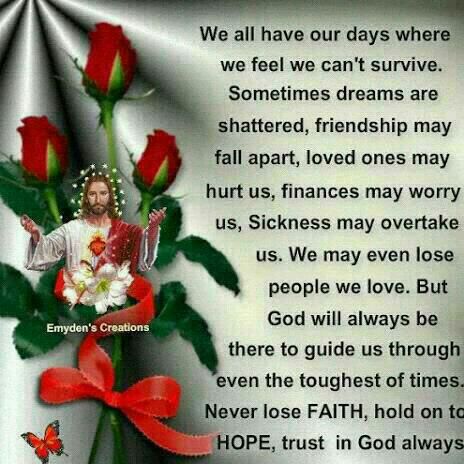 We all have our days where
we feel we can't survive.
Sometimes dreams are
shattered, friendship may
fall apart, loved ones may
hurt us, finances may worry
us, Sickness may overtake
us. We may even lose
people we love. But
God will always be
there to guide us through
even the toughest of times.
Never lose FAITH, hold on to
HOPE, trust in God always
Emyden's Creations